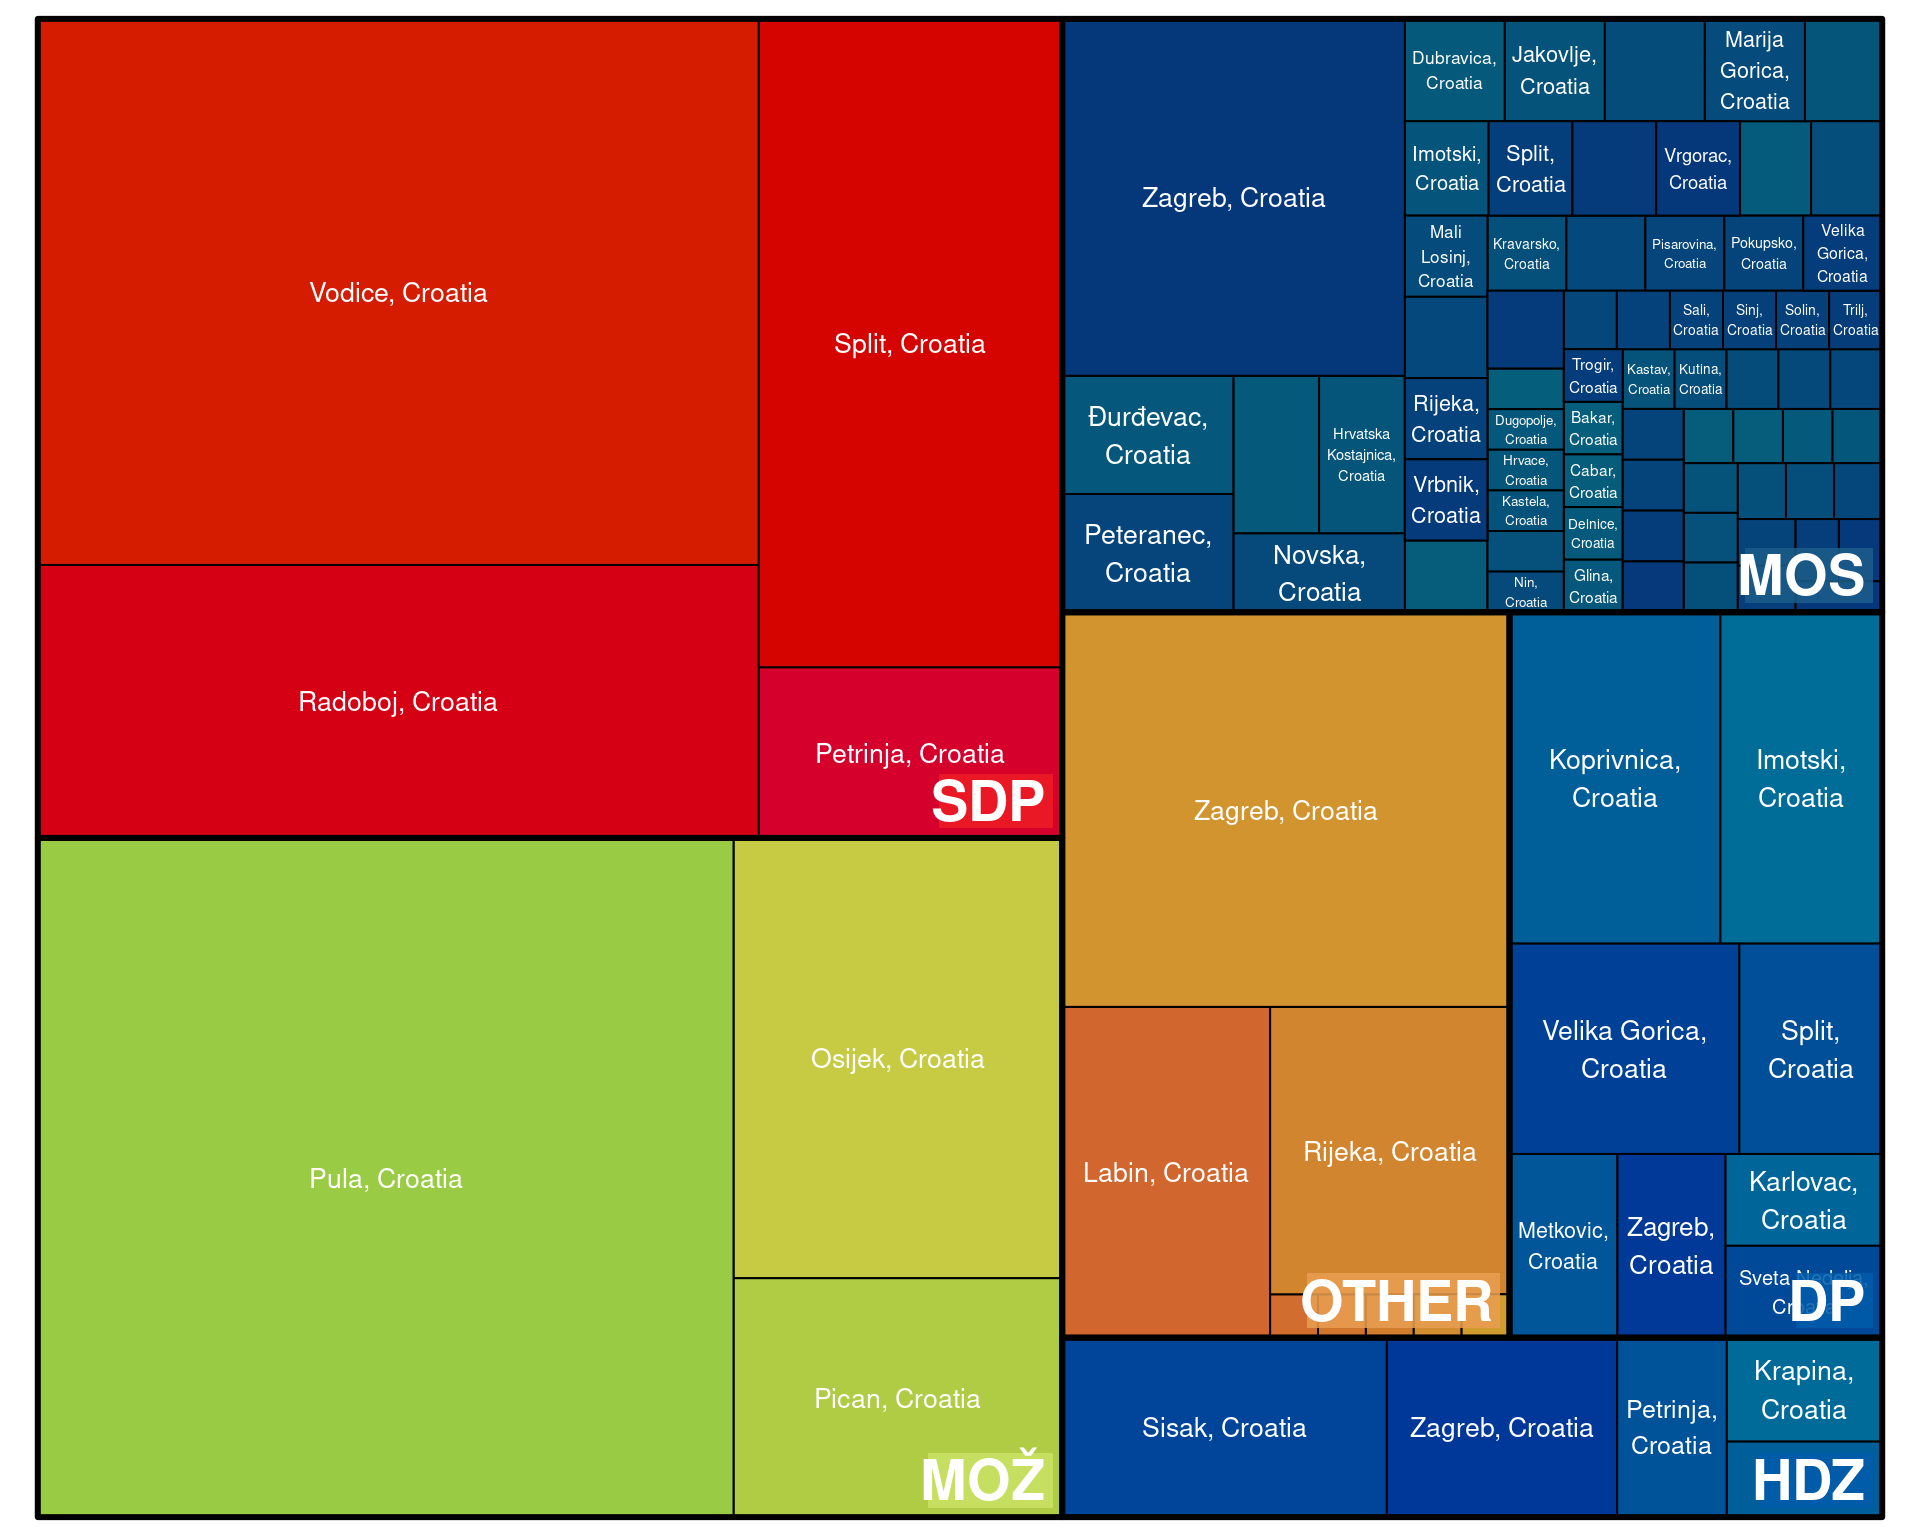 Vodice, Croatia
Split, Croatia
Radoboj, Croatia
Petrinja, Croatia
SDP
Pula, Croatia
Osijek, Croatia
Pican, Croatia
MOŽ
Zagreb, Croatia
Đurđevac,
Croatia
Peteranec,
Croatia
Hrvatska
Kostajnica,
Croatia
Novska,
Croatia
Dubravica,
Croatia
Jakovlje,
Croatia
Marija
Gorica,
Croatia
Imotski,
Croatia
Split,
Croatia
Vrgorac,
Croatia
Mali
Losinj,
Croatia
Kravarsko,
Croatia
Pisarovina,
Croatia
Pokupsko,
Croatia
Velika
Gorica,
Croatia
Sali,
Croatia
Sinj,
Croatia
Solin,
Croatia
Trilj,
Croatia
Rijeka,
Croatia
Vrbnik,
Croatia
Dugopolje,
Croatia
Hrvace,
Croatia
Kastela,
Croatia
Nin,
Croatia
Trogir,
Croatia
Kastav,
Croatia
Kutina,
Croatia
Bakar,
Croatia
Cabar,
Croatia
Delnice,
Croatia
Glina,
Croatia
MOS
Zagreb, Croatia
Labin, Croatia
Rijeka, Croatia
OTHER
Koprivnica,
Croatia
Imotski,
Croatia
Velika Gorica,
Croatia
Split,
Croatia
Metkovic,
Croatia
Zagreb,
Croatia
Karlovac,
Croatia
Sveta Nedelja,
Croatia
DP
Sisak, Croatia
Zagreb, Croatia
Petrinja,
Croatia
Krapina,
Croatia
HDZ